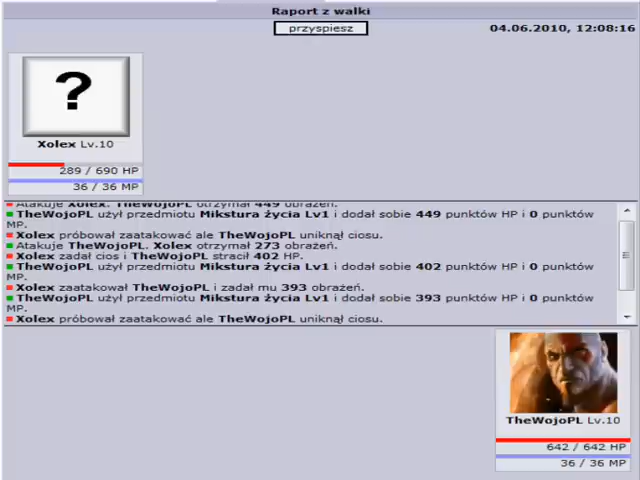 Raport z walki
przyspiesz
04.06.2010, 12:08:16
?
Xolex Lv.10
289 / 690 HP
36 / 36 MP
Atakuje Xolex. TheWojoPL otrzymał 449 obrażeń.
TheWojoPL użył przedmiotu Mikstura życia Lv1 i dodał sobie 449 punktów HP i 0 punktów
MP.
Xolex próbował zaatakować ale TheWojoPL uniknął ciosu.
Atakuje TheWojoPL. Xolex otrzymał 273 obrażeń.
Xolex zadał cios i TheWojoPL stracił 402 HP.
TheWojoPL użył przedmiotu Mikstura życia Lv1 i dodał sobie 402 punktów HP i 0 punktów
MP.
Xolex zaatakował TheWojoPL i zadał mu 393 obrażeń.
TheWojoPL użył przedmiotu Mikstura życia Lv1 i dodał sobie 393 punktów HP i 0 punktów
MP.
Xolex próbował zaatakować ale TheWojoPL uniknął ciosu.
TheWojoPL Lv.10
642 / 642 HP
36 / 36 MP